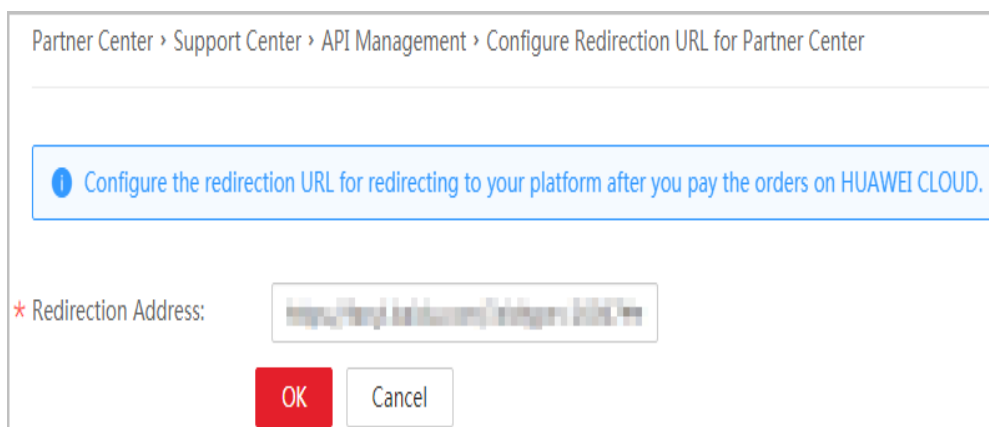 Partner Center › Support Center › API Management › Configure Redirection URL for Partner Center
Configure the redirection URL for redirecting to your platform after you pay the orders on HUAWEI CLOUD.
* Redirection Address:
OK Cancel